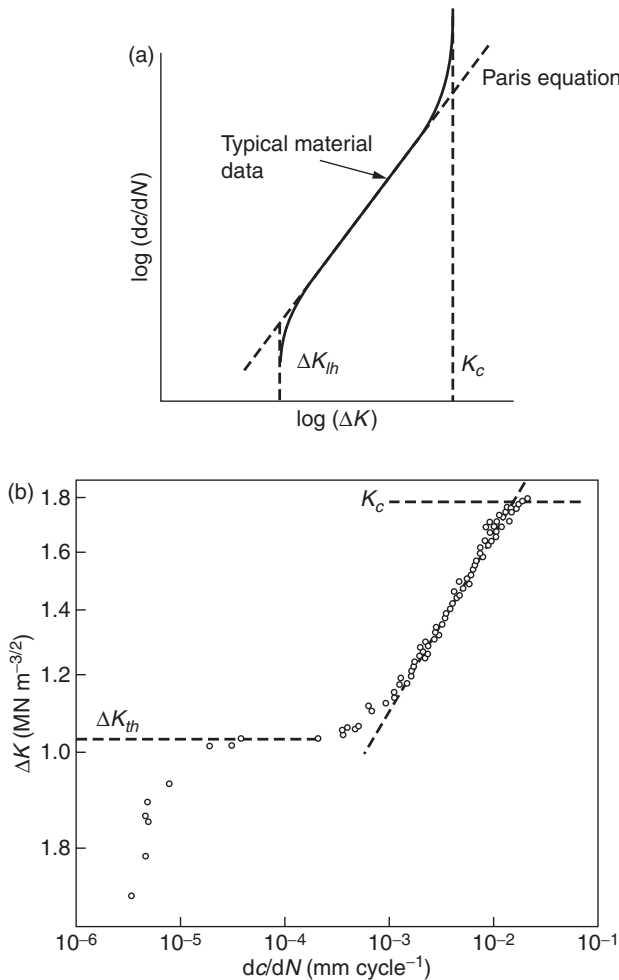 (a)
Paris equation
Typical material
data
log (dc/dN)
ΔK_lh
K_c
log (ΔK)
(b)
1.8
K_c
1.6
1.4
1.2
ΔK_th
1.0
1.8
ΔK (MN m^−3/2)
10^−6
10^−5
10^−4
10^−3
10^−2
10^−1
dc/dN (mm cycle^−1)